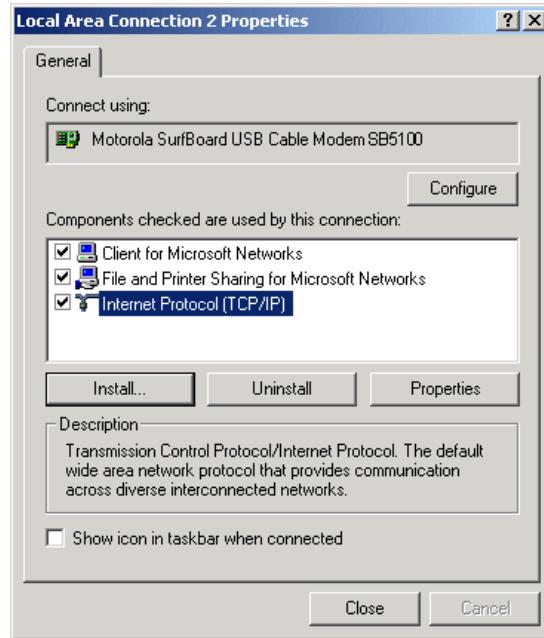 Local Area Connection 2 Properties
General
Connect using:
Motorola SurfBoard USB Cable Modem SB5100
Configure
Components checked are used by this connection:
Client for Microsoft Networks
File and Printer Sharing for Microsoft Networks
Internet Protocol (TCP/IP)
Install... Uninstall Properties
Description
Transmission Control Protocol/Internet Protocol. The default
wide area network protocol that provides communication
across diverse interconnected networks.
Show icon in taskbar when connected
Close Cancel